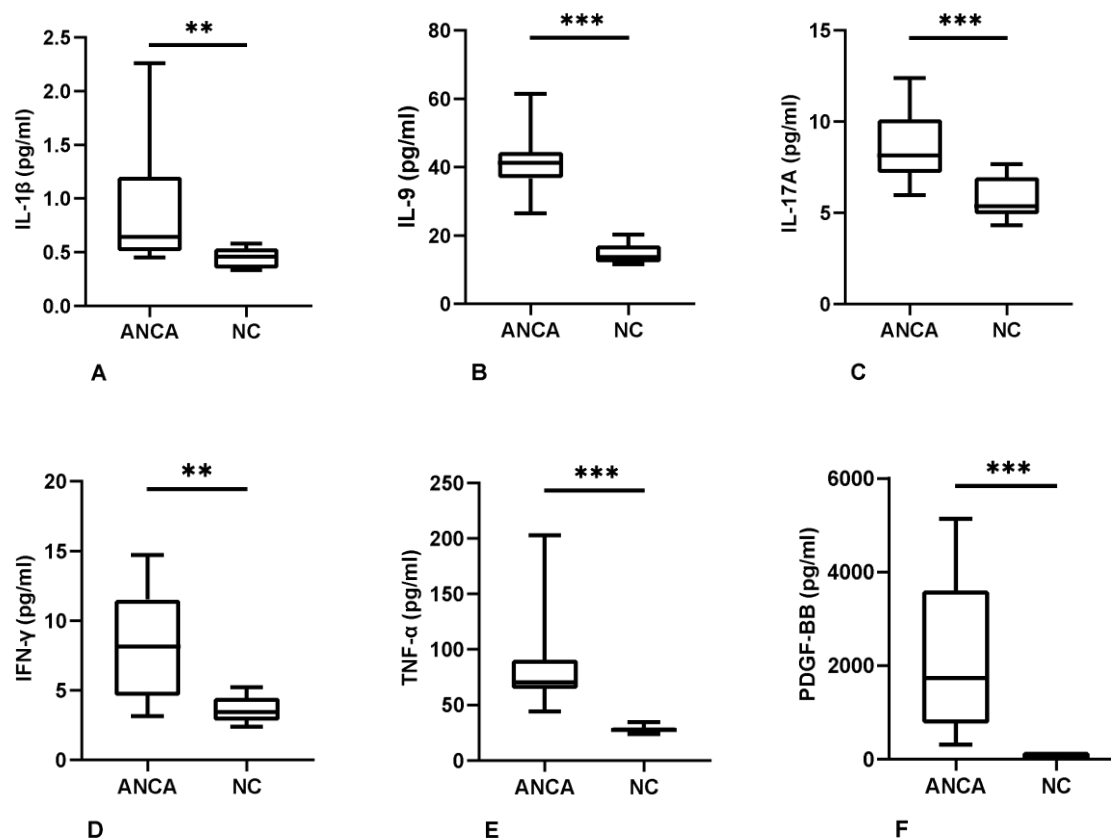 **
2.5
2.0
1.5
1.0
0.5
0.0
IL-1β (pg/ml)
ANCA NC
A
***
80
60
40
20
0
IL-9 (pg/ml)
ANCA NC
B
***
15
10
5
0
IL-17A (pg/ml)
ANCA NC
C
**
20
15
10
5
0
IFN-γ (pg/ml)
ANCA NC
D
***
250
200
150
100
50
0
TNF-α (pg/ml)
ANCA NC
E
***
6000
4000
2000
0
PDGF-BB (pg/ml)
ANCA NC
F